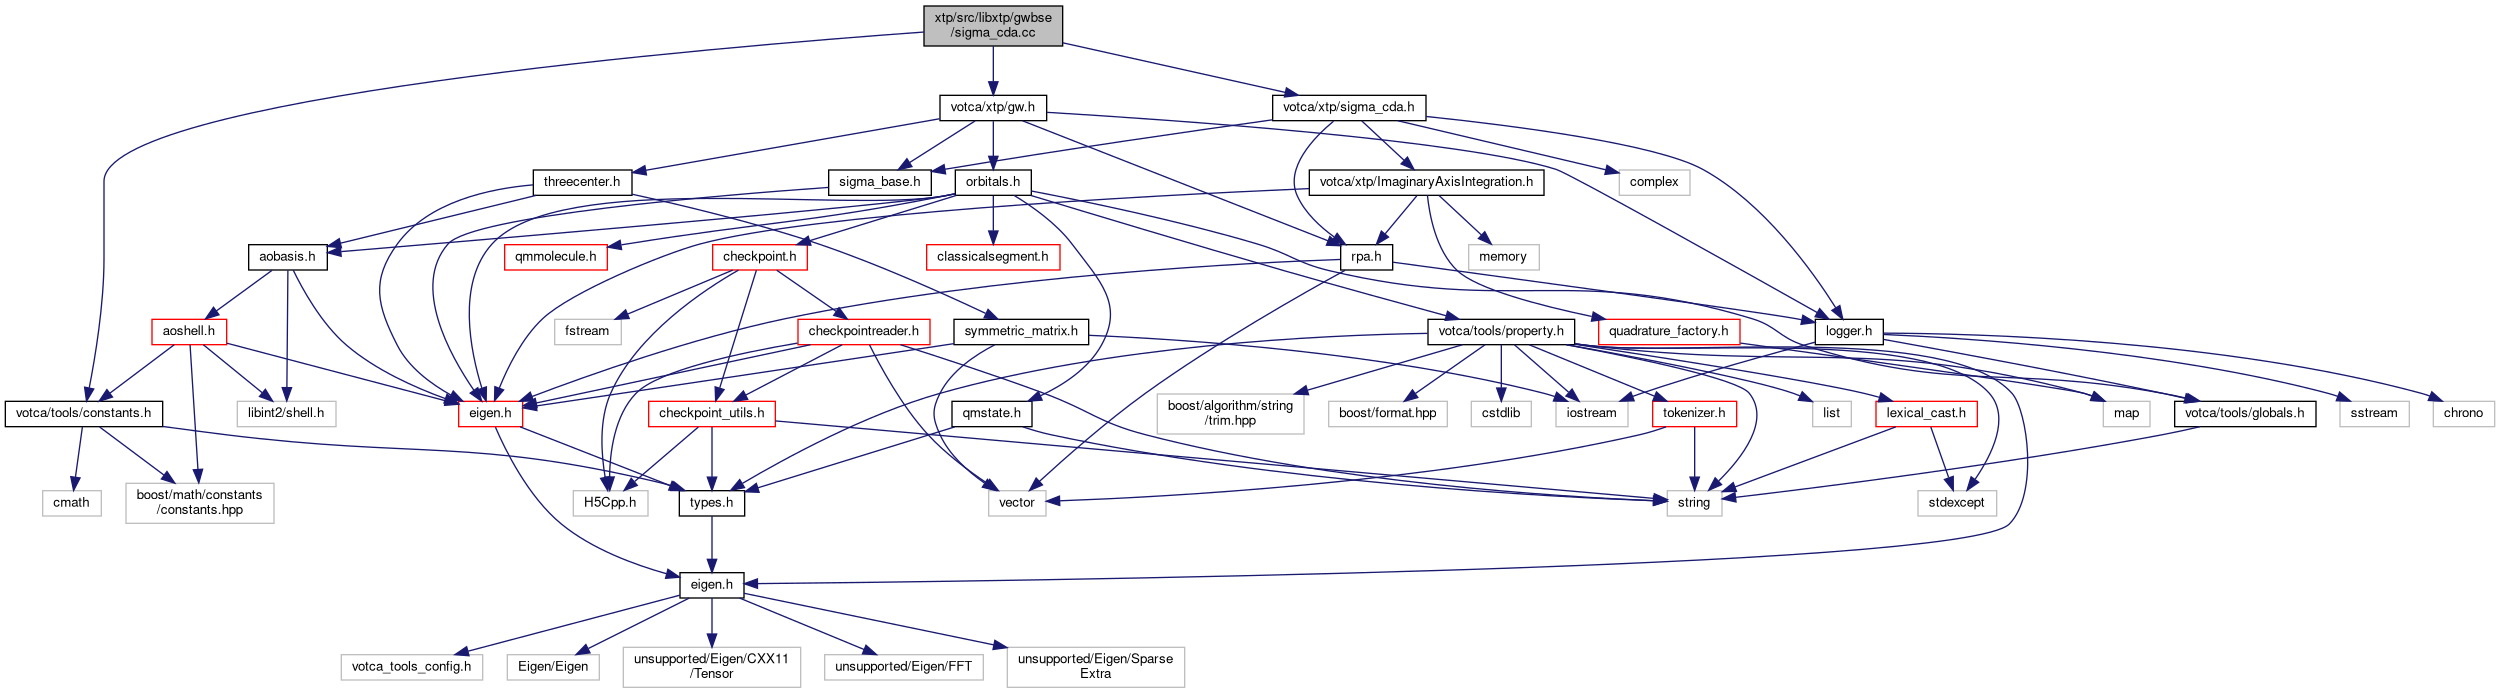 xtp/src/libxtp/gwbse
/sigma_cda.cc
votca/xtp/gw.h
votca/xtp/sigma_cda.h
threecenter.h
sigma_base.h
orbitals.h
votca/xtp/ImaginaryAxisIntegration.h
complex
aobasis.h
qmmolecule.h
checkpoint.h
classicalsegment.h
rpa.h
memory
aoshell.h
fstream
checkpointreader.h
symmetric_matrix.h
votca/tools/property.h
quadrature_factory.h
logger.h
votca/tools/constants.h
libint2/shell.h
eigen.h
checkpoint_utils.h
qmstate.h
boost/algorithm/string
/trim.hpp
boost/format.hpp
cstdlib
iostream
tokenizer.h
list
lexical_cast.h
map
votca/tools/globals.h
sstream
chrono
cmath
boost/math/constants
/constants.hpp
H5Cpp.h
types.h
vector
string
stdexcept
eigen.h
votca_tools_config.h
Eigen/Eigen
unsupported/Eigen/CXX11
/Tensor
unsupported/Eigen/FFT
unsupported/Eigen/Sparse
Extra